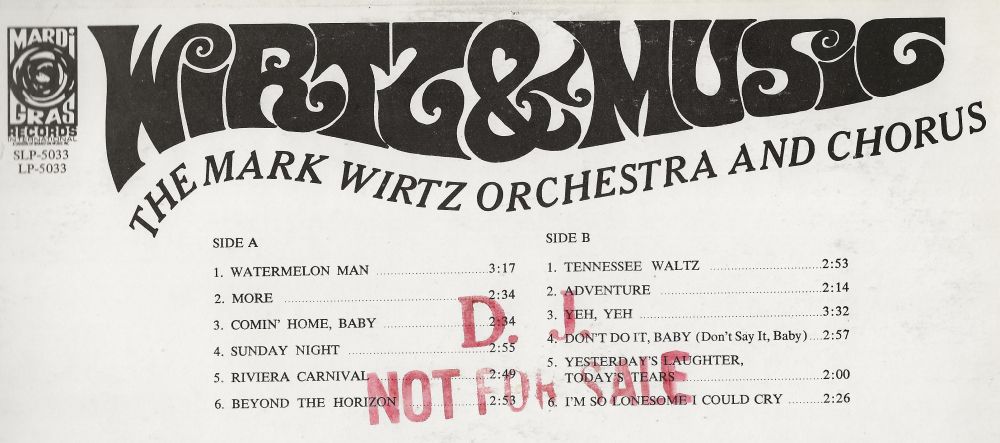 MARDi
GRAS
RECORDS
INTERNATIONAL
SLP-5033
LP-5033
WiRTZ & MUSiC
THE MARK WIRTZ ORCHESTRA AND CHORUS
SIDE A
1. WATERMELON MAN ........................3:17
2. MORE ........................2:34
3. COMIN' HOME, BABY ........................2:34
4. SUNDAY NIGHT ........................2:55
5. RIVIERA CARNIVAL ........................2:49
6. BEYOND THE HORIZON ........................2:53
SIDE B
1. TENNESSEE WALTZ ........................2:53
2. ADVENTURE ........................2:14
3. YEH, YEH ........................3:32
4. DON'T DO IT, BABY (Don't Say It, Baby) ...2:57
5. YESTERDAY'S LAUGHTER,
TODAY'S TEARS ........................2:00
6. I'M SO LONESOME I COULD CRY .........2:26
D. J.
NOT FOR SALE